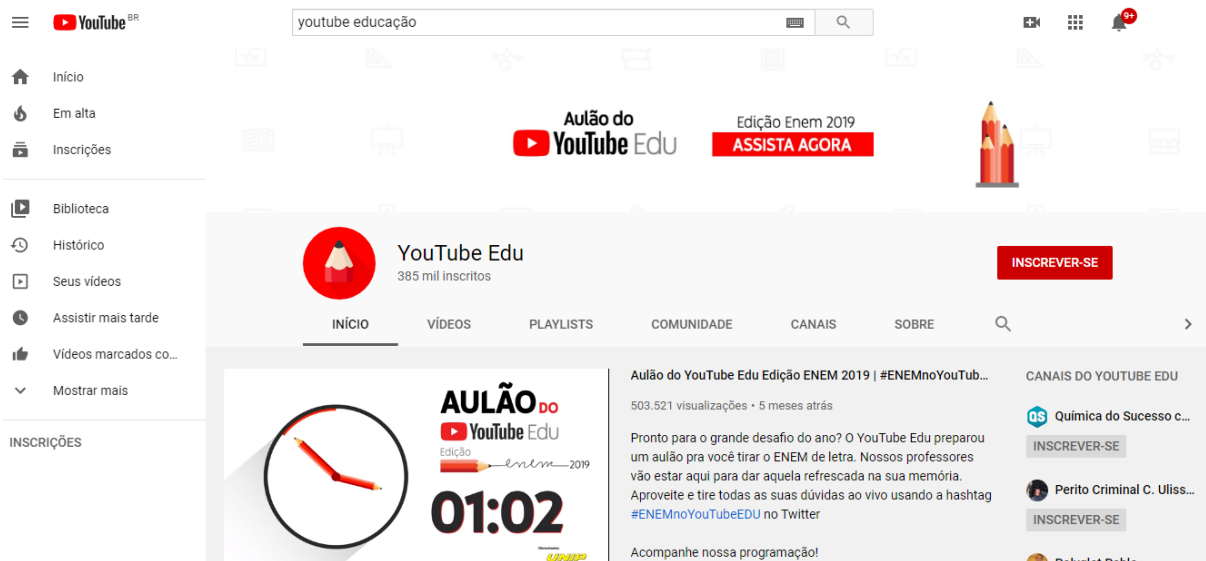 YouTube BR
youtube educação
9+
Início
Em alta
Inscrições
Biblioteca
Histórico
Seus vídeos
Assistir mais tarde
Vídeos marcados co...
Mostrar mais
INSCRIÇÕES
Aulão do
YouTube Edu
Edição Enem 2019
ASSISTA AGORA
YouTube Edu
385 mil inscritos
INSCREVER-SE
INÍCIO VÍDEOS PLAYLISTS COMUNIDADE CANAIS SOBRE
AULÃO DO
YouTube Edu
Edição
enem 2019
01:02
UNIP
Aulão do YouTube Edu Edição ENEM 2019 | #ENEMnoYouTub...
503.521 visualizações • 5 meses atrás
Pronto para o grande desafio do ano? O YouTube Edu preparou
um aulão pra você tirar o ENEM de letra. Nossos professores
vão estar aqui para dar aquela refrescada na sua memória.
Aproveite e tire todas as suas dúvidas ao vivo usando a hashtag
#ENEMnoYouTubeEDU no Twitter
Acompanhe nossa programação!
CANAIS DO YOUTUBE EDU
QS
Química do Sucesso c...
INSCREVER-SE
Perito Criminal C. Uliss...
INSCREVER-SE